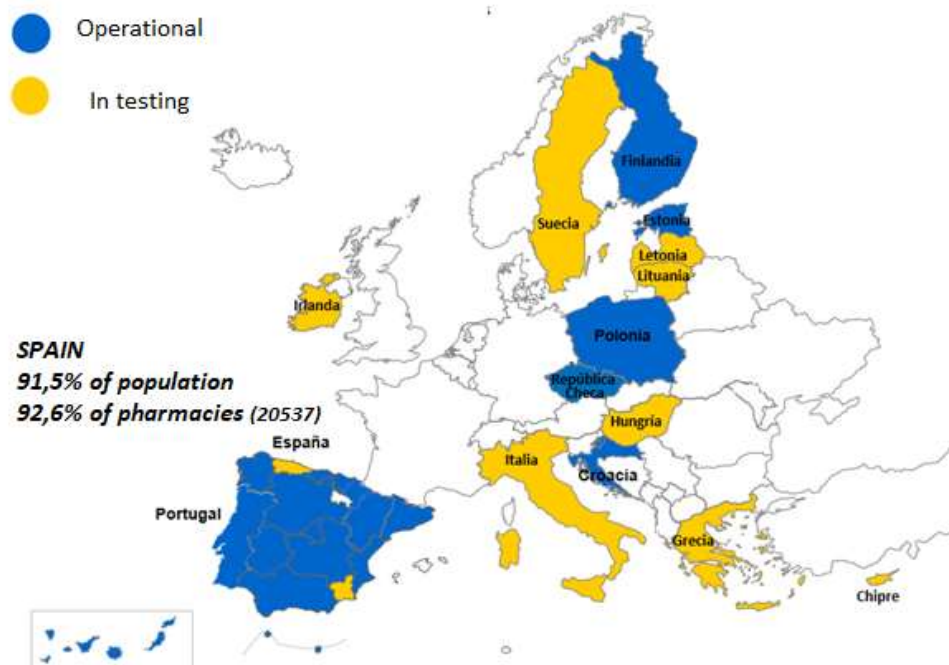 Operational
In testing
Finlandia
Suecia
Estonia
Letonia
Lituania
Irlanda
Polonia
SPAIN
91,5% of population
República
Checa
92,6% of pharmacies (20537)
Hungría
España
Italia
Croacia
Portugal
Grecia
Chipre